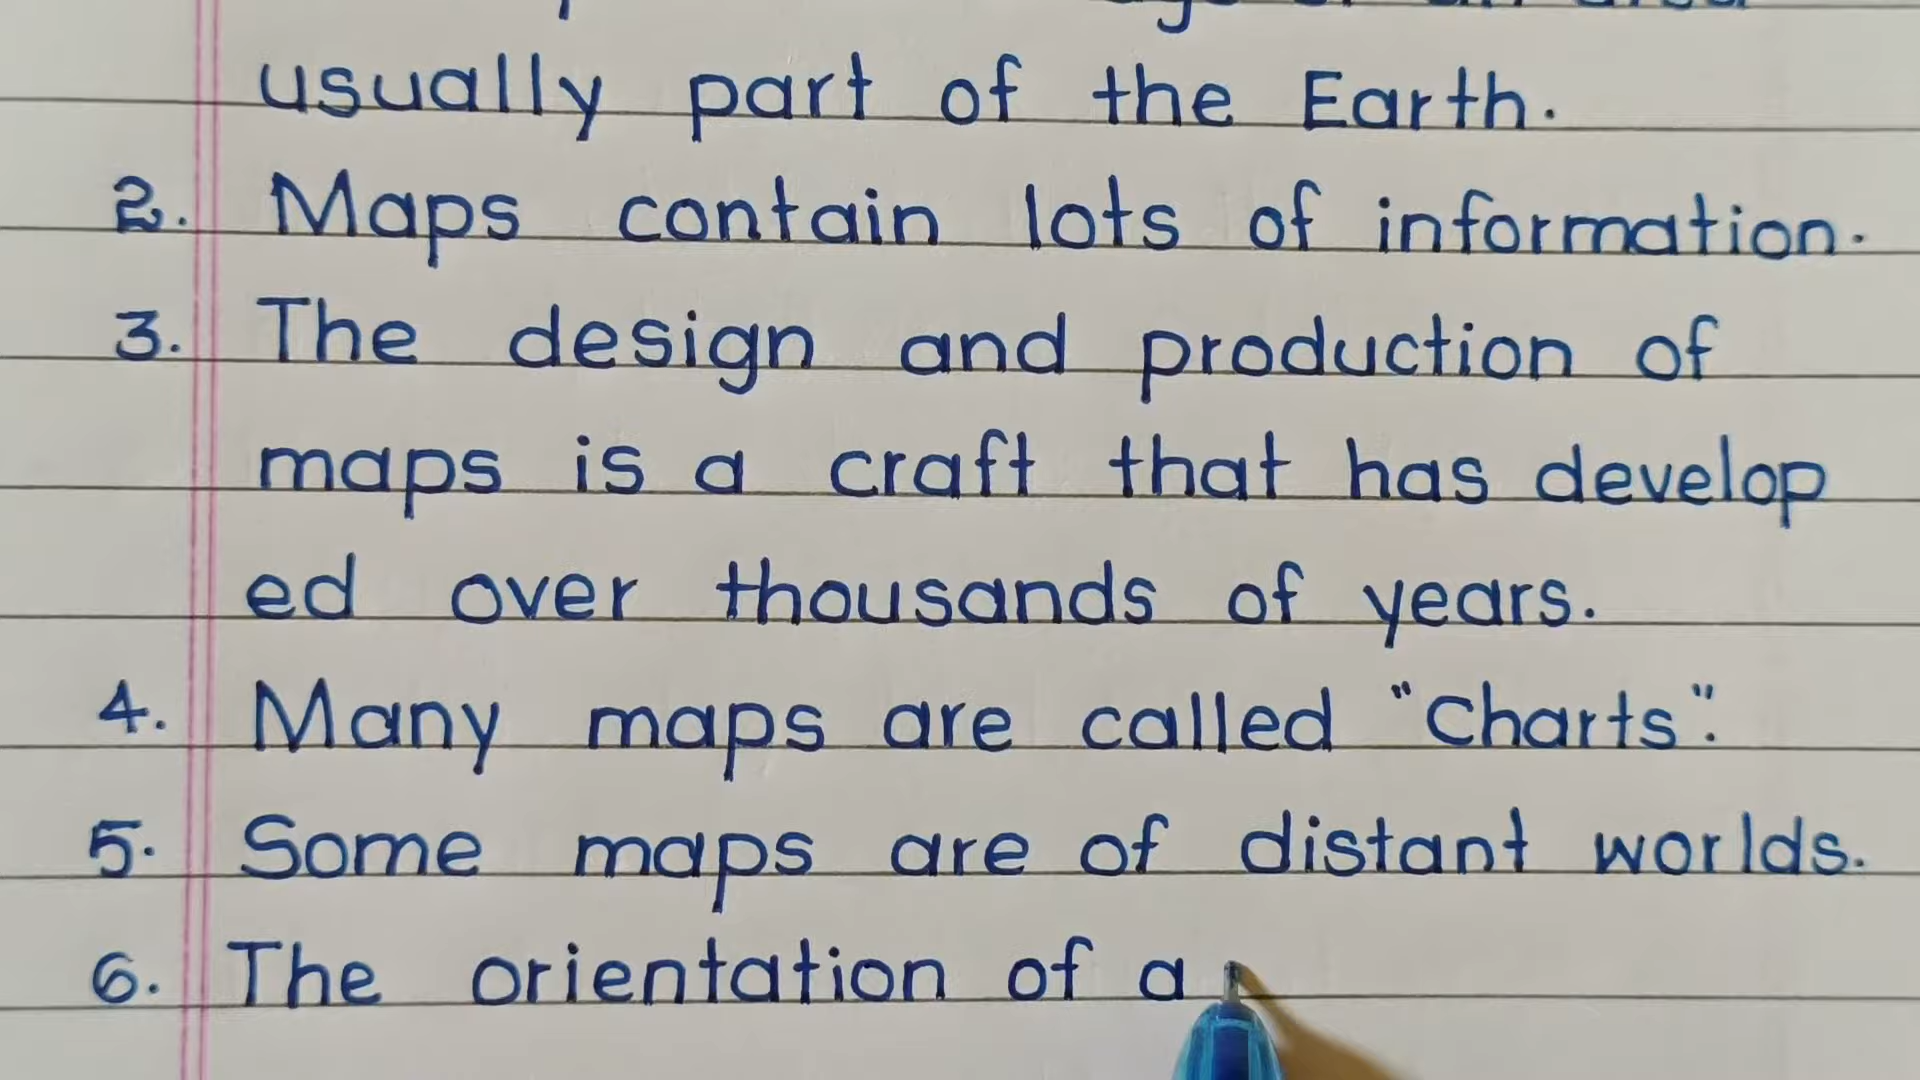 usually part of the Earth.
2. Maps contain lots of information.
3. The design and production of
maps is a craft that has develop
ed over thousands of years.
4. Many maps are called "Charts".
5. Some maps are of distant worlds.
6. The orientation of a